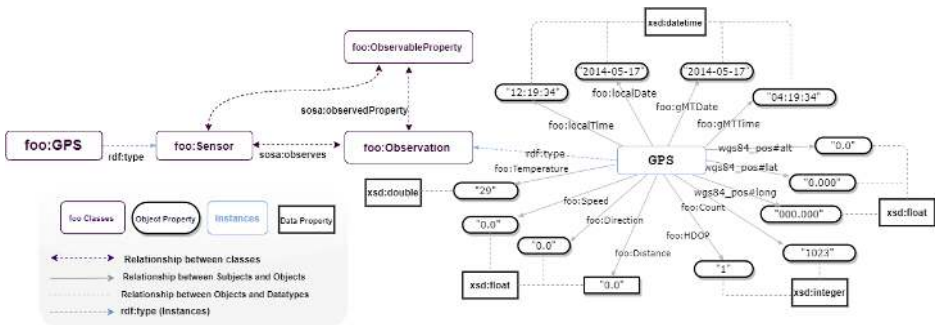 xsd:datetime
foo:ObservableProperty
"2014-05-17"
"2014-05-17"
"12:19:34"
"04:19:34"
foo:localDate
foo:gMTDate
sosa:observedProperty
foo:localTime
foo:gMTTime
foo:GPS
rdf:type
foo:Sensor
sosa:observes
foo:Observation
rdf:type
GPS
wgs84_pos#alt
"0.0"
foo:Temperature
wgs84_pos#lat
"0.000"
xsd:double
"29"
wgs84_pos#long
"000.000"
xsd:float
foo:Speed
foo:Count
"0.0"
foo:Direction
"0.0"
foo:HDOP
foo:Distance
"1023"
xsd:float
"0.0"
"1"
xsd:integer
foo Classes
Object Property
Instances
Data Property
Relationship between classes
Relationship between Subjects and Objects
Relationship between Objects and Datatypes
rdf:type (Instances)